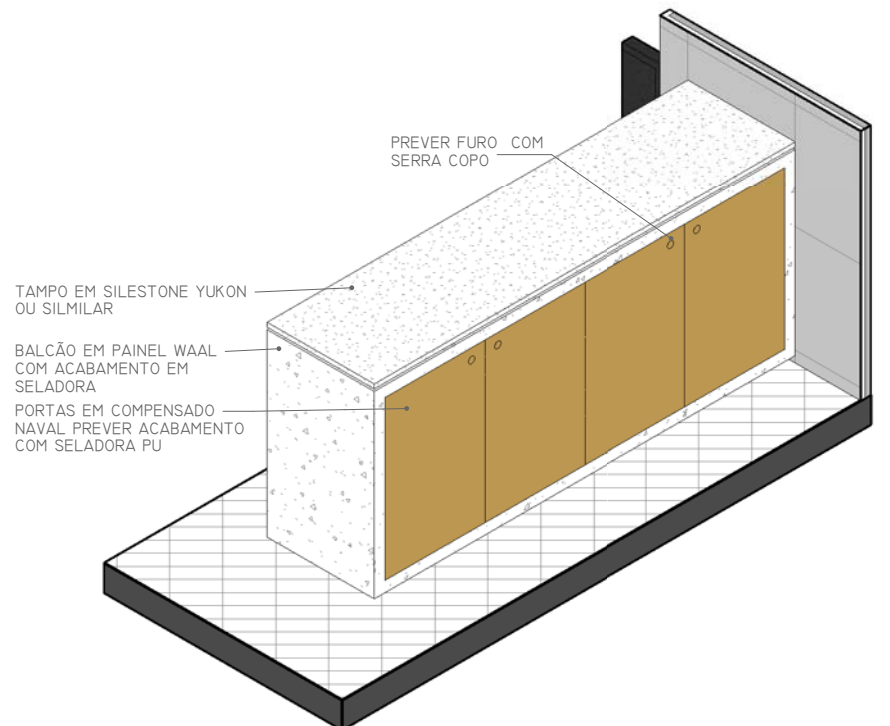 PREVER FURO COM
SERRA COPO
TAMPO EM SILESTONE YUKON
OU SILMILAR
BALCÃO EM PAINEL WAAL
COM ACABAMENTO EM
SELADORA
PORTAS EM COMPENSADO
NAVAL PREVER ACABAMENTO
COM SELADORA PU